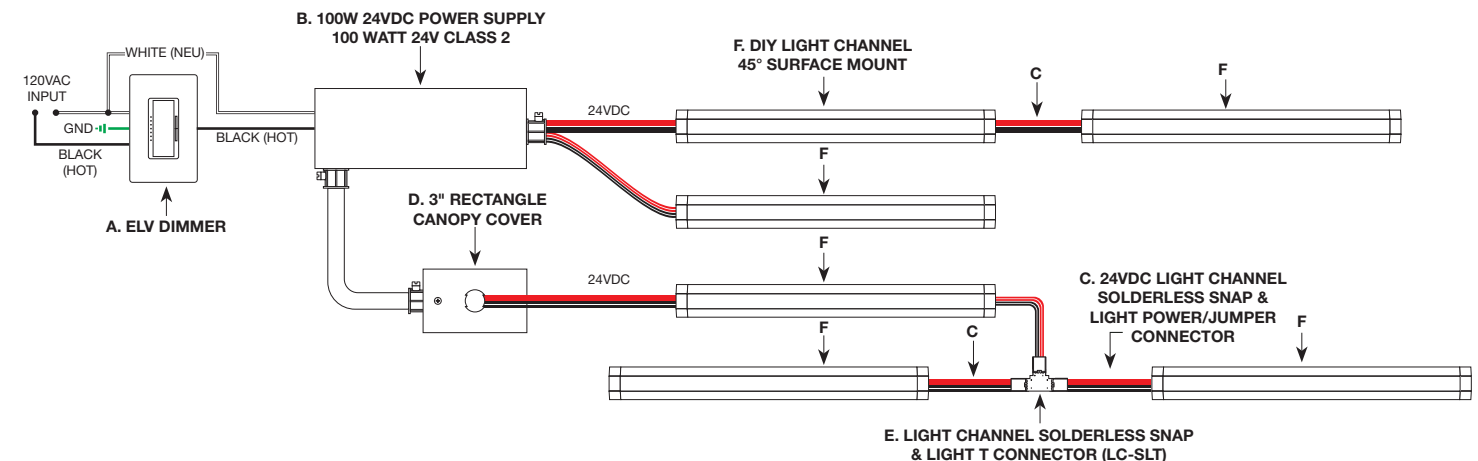 B. 100W 24VDC POWER SUPPLY
100 WATT 24V CLASS 2
WHITE (NEU)
120VAC
INPUT
GND
BLACK
(HOT)
BLACK (HOT)
A. ELV DIMMER
F. DIY LIGHT CHANNEL
45° SURFACE MOUNT
24VDC
C
F
F
D. 3" RECTANGLE
CANOPY COVER
F
24VDC
C. 24VDC LIGHT CHANNEL
SOLDERLESS SNAP &
LIGHT POWER/JUMPER
CONNECTOR
F
C
F
E. LIGHT CHANNEL SOLDERLESS SNAP
& LIGHT T CONNECTOR (LC-SLT)